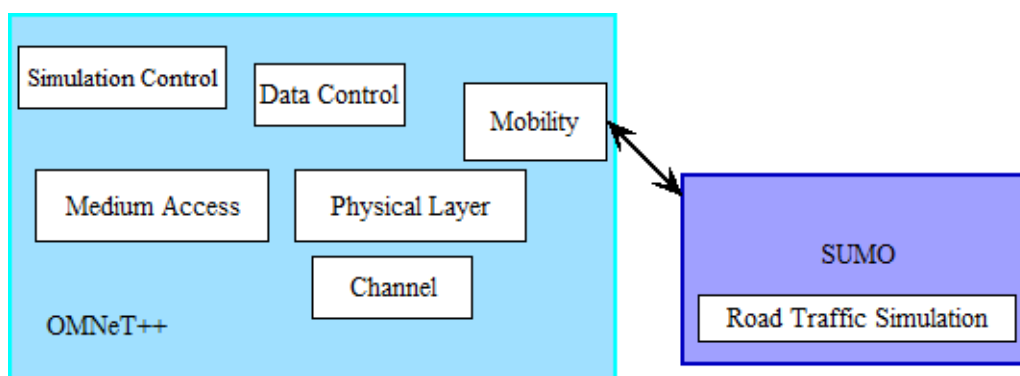 Simulation Control
Data Control
Mobility
Medium Access
Physical Layer
Channel
OMNeT++
SUMO
Road Traffic Simulation